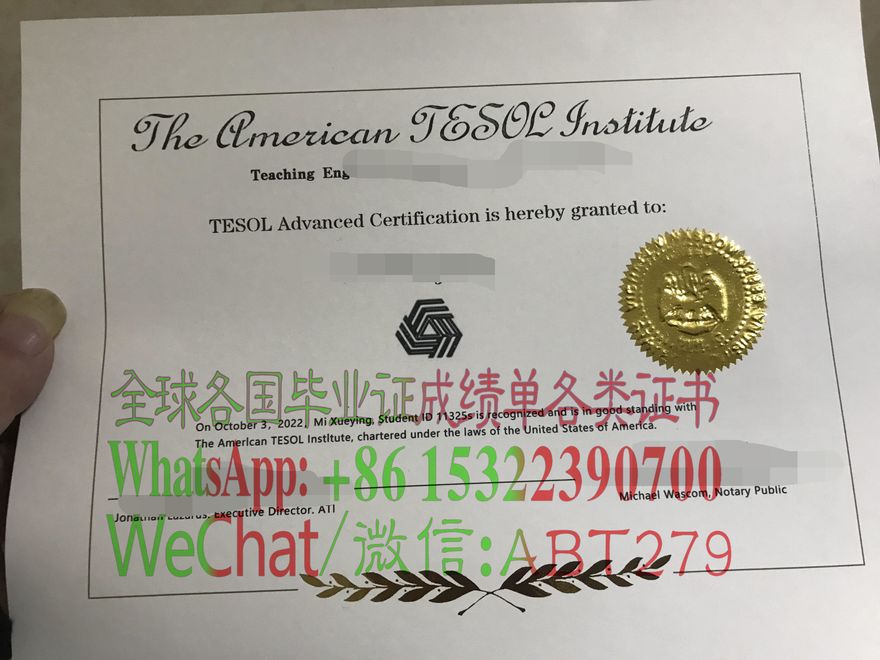 The American TESOL Institute
Teaching Eng
TESOL Advanced Certification is hereby granted to:
全球各国毕业证成绩单各类证书
On October 3, 2022, Mi Xueying, Student ID 11325s is recognized and is in good standing with
The American TESOL Institute, chartered under the laws of the United States of America.
WhatsApp: +86 15322390700
Michael Wascom, Notary Public
Jonathan Lazarus, Executive Director. ATI
WeChat/微信:ABT279